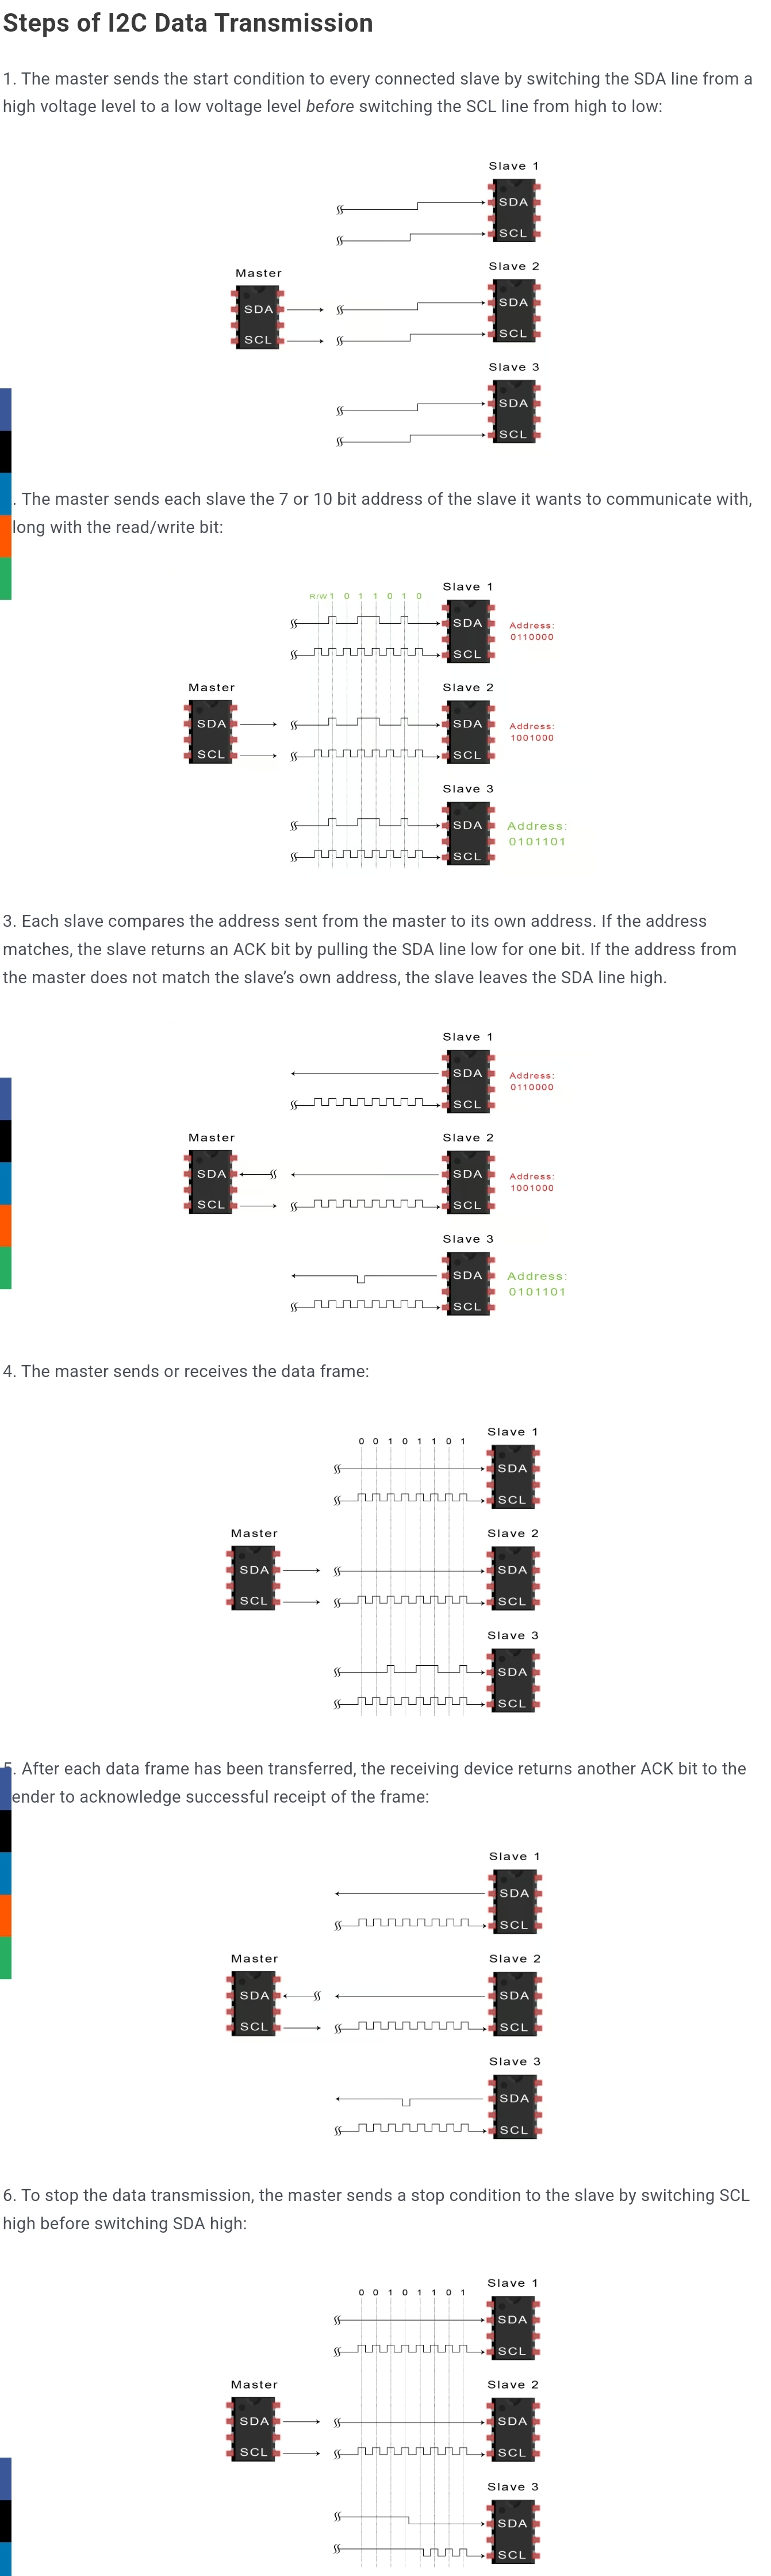 Steps of I2C Data Transmission
1. The master sends the start condition to every connected slave by switching the SDA line from a
high voltage level to a low voltage level before switching the SCL line from high to low:
Slave 1
SDA
SCL
Master
SDA
SCL
Slave 2
SDA
SCL
Slave 3
SDA
SCL
. The master sends each slave the 7 or 10 bit address of the slave it wants to communicate with,
long with the read/write bit:
Slave 1
R/W 1 0 1 1 0 1 0
SDA
SCL
Address:
0110000
Master
SDA
SCL
Slave 2
SDA
SCL
Address:
1001000
Slave 3
SDA
SCL
Address:
0101101
3. Each slave compares the address sent from the master to its own address. If the address
matches, the slave returns an ACK bit by pulling the SDA line low for one bit. If the address from
the master does not match the slave’s own address, the slave leaves the SDA line high.
Slave 1
SDA
SCL
Address:
0110000
Master
SDA
SCL
Slave 2
SDA
SCL
Address:
1001000
Slave 3
SDA
SCL
Address:
0101101
4. The master sends or receives the data frame:
Slave 1
0 0 1 0 1 1 0 1
SDA
SCL
Master
SDA
SCL
Slave 2
SDA
SCL
Slave 3
SDA
SCL
5. After each data frame has been transferred, the receiving device returns another ACK bit to the
ender to acknowledge successful receipt of the frame:
Slave 1
SDA
SCL
Master
SDA
SCL
Slave 2
SDA
SCL
Slave 3
SDA
SCL
6. To stop the data transmission, the master sends a stop condition to the slave by switching SCL
high before switching SDA high:
Slave 1
0 0 1 0 1 1 0 1
SDA
SCL
Master
SDA
SCL
Slave 2
SDA
SCL
Slave 3
SDA
SCL